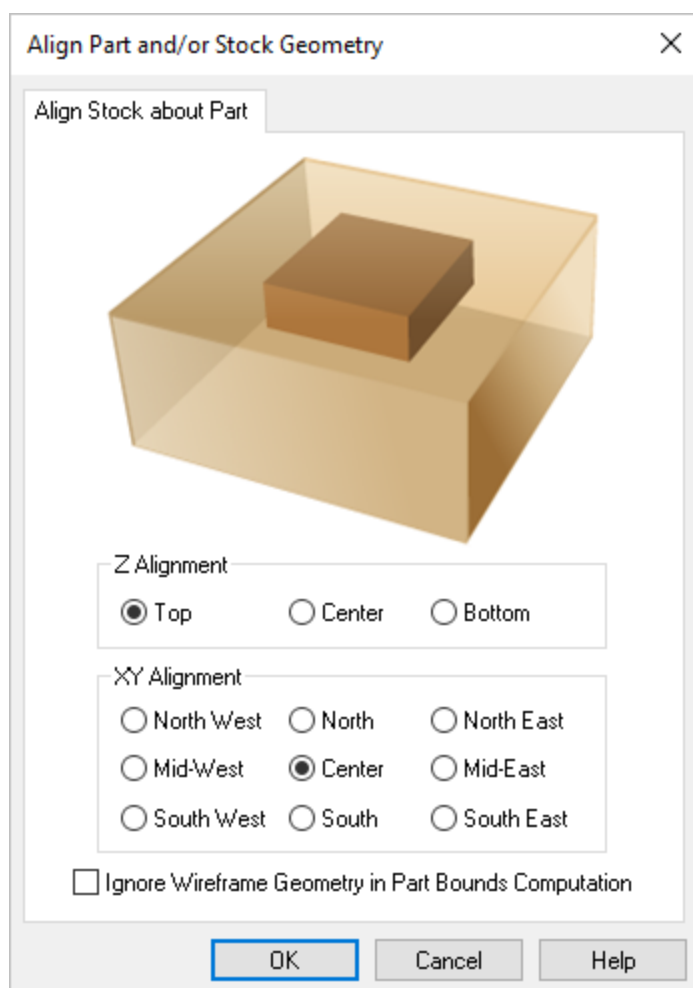 Align Part and/or Stock Geometry
Align Stock about Part
Z Alignment
Top Center Bottom
XY Alignment
North West North North East
Mid-West Center Mid-East
South West South South East
Ignore Wireframe Geometry in Part Bounds Computation
OK Cancel Help